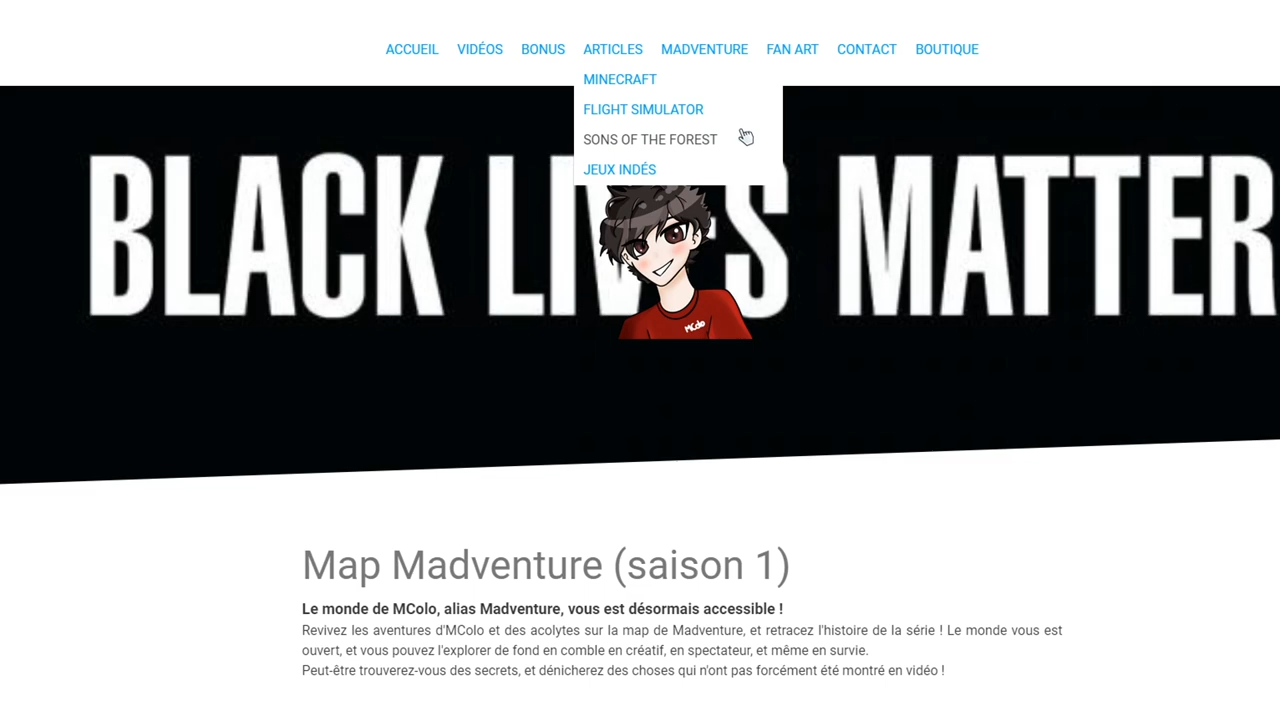 ACCUEIL VIDÉOS BONUS ARTICLES MADVENTURE FAN ART CONTACT BOUTIQUE
MINECRAFT
FLIGHT SIMULATOR
SONS OF THE FOREST
JEUX INDÉS
BLACK LIVES MATTER
MColo
Map Madventure (saison 1)
Le monde de MColo, alias Madventure, vous est désormais accessible !
Revivez les aventures d'MColo et des acolytes sur la map de Madventure, et retracez l'histoire de la série ! Le monde vous est
ouvert, et vous pouvez l'explorer de fond en comble en créatif, en spectateur, et même en survie.
Peut-être trouverez-vous des secrets, et dénicherez des choses qui n'ont pas forcément été montré en vidéo !